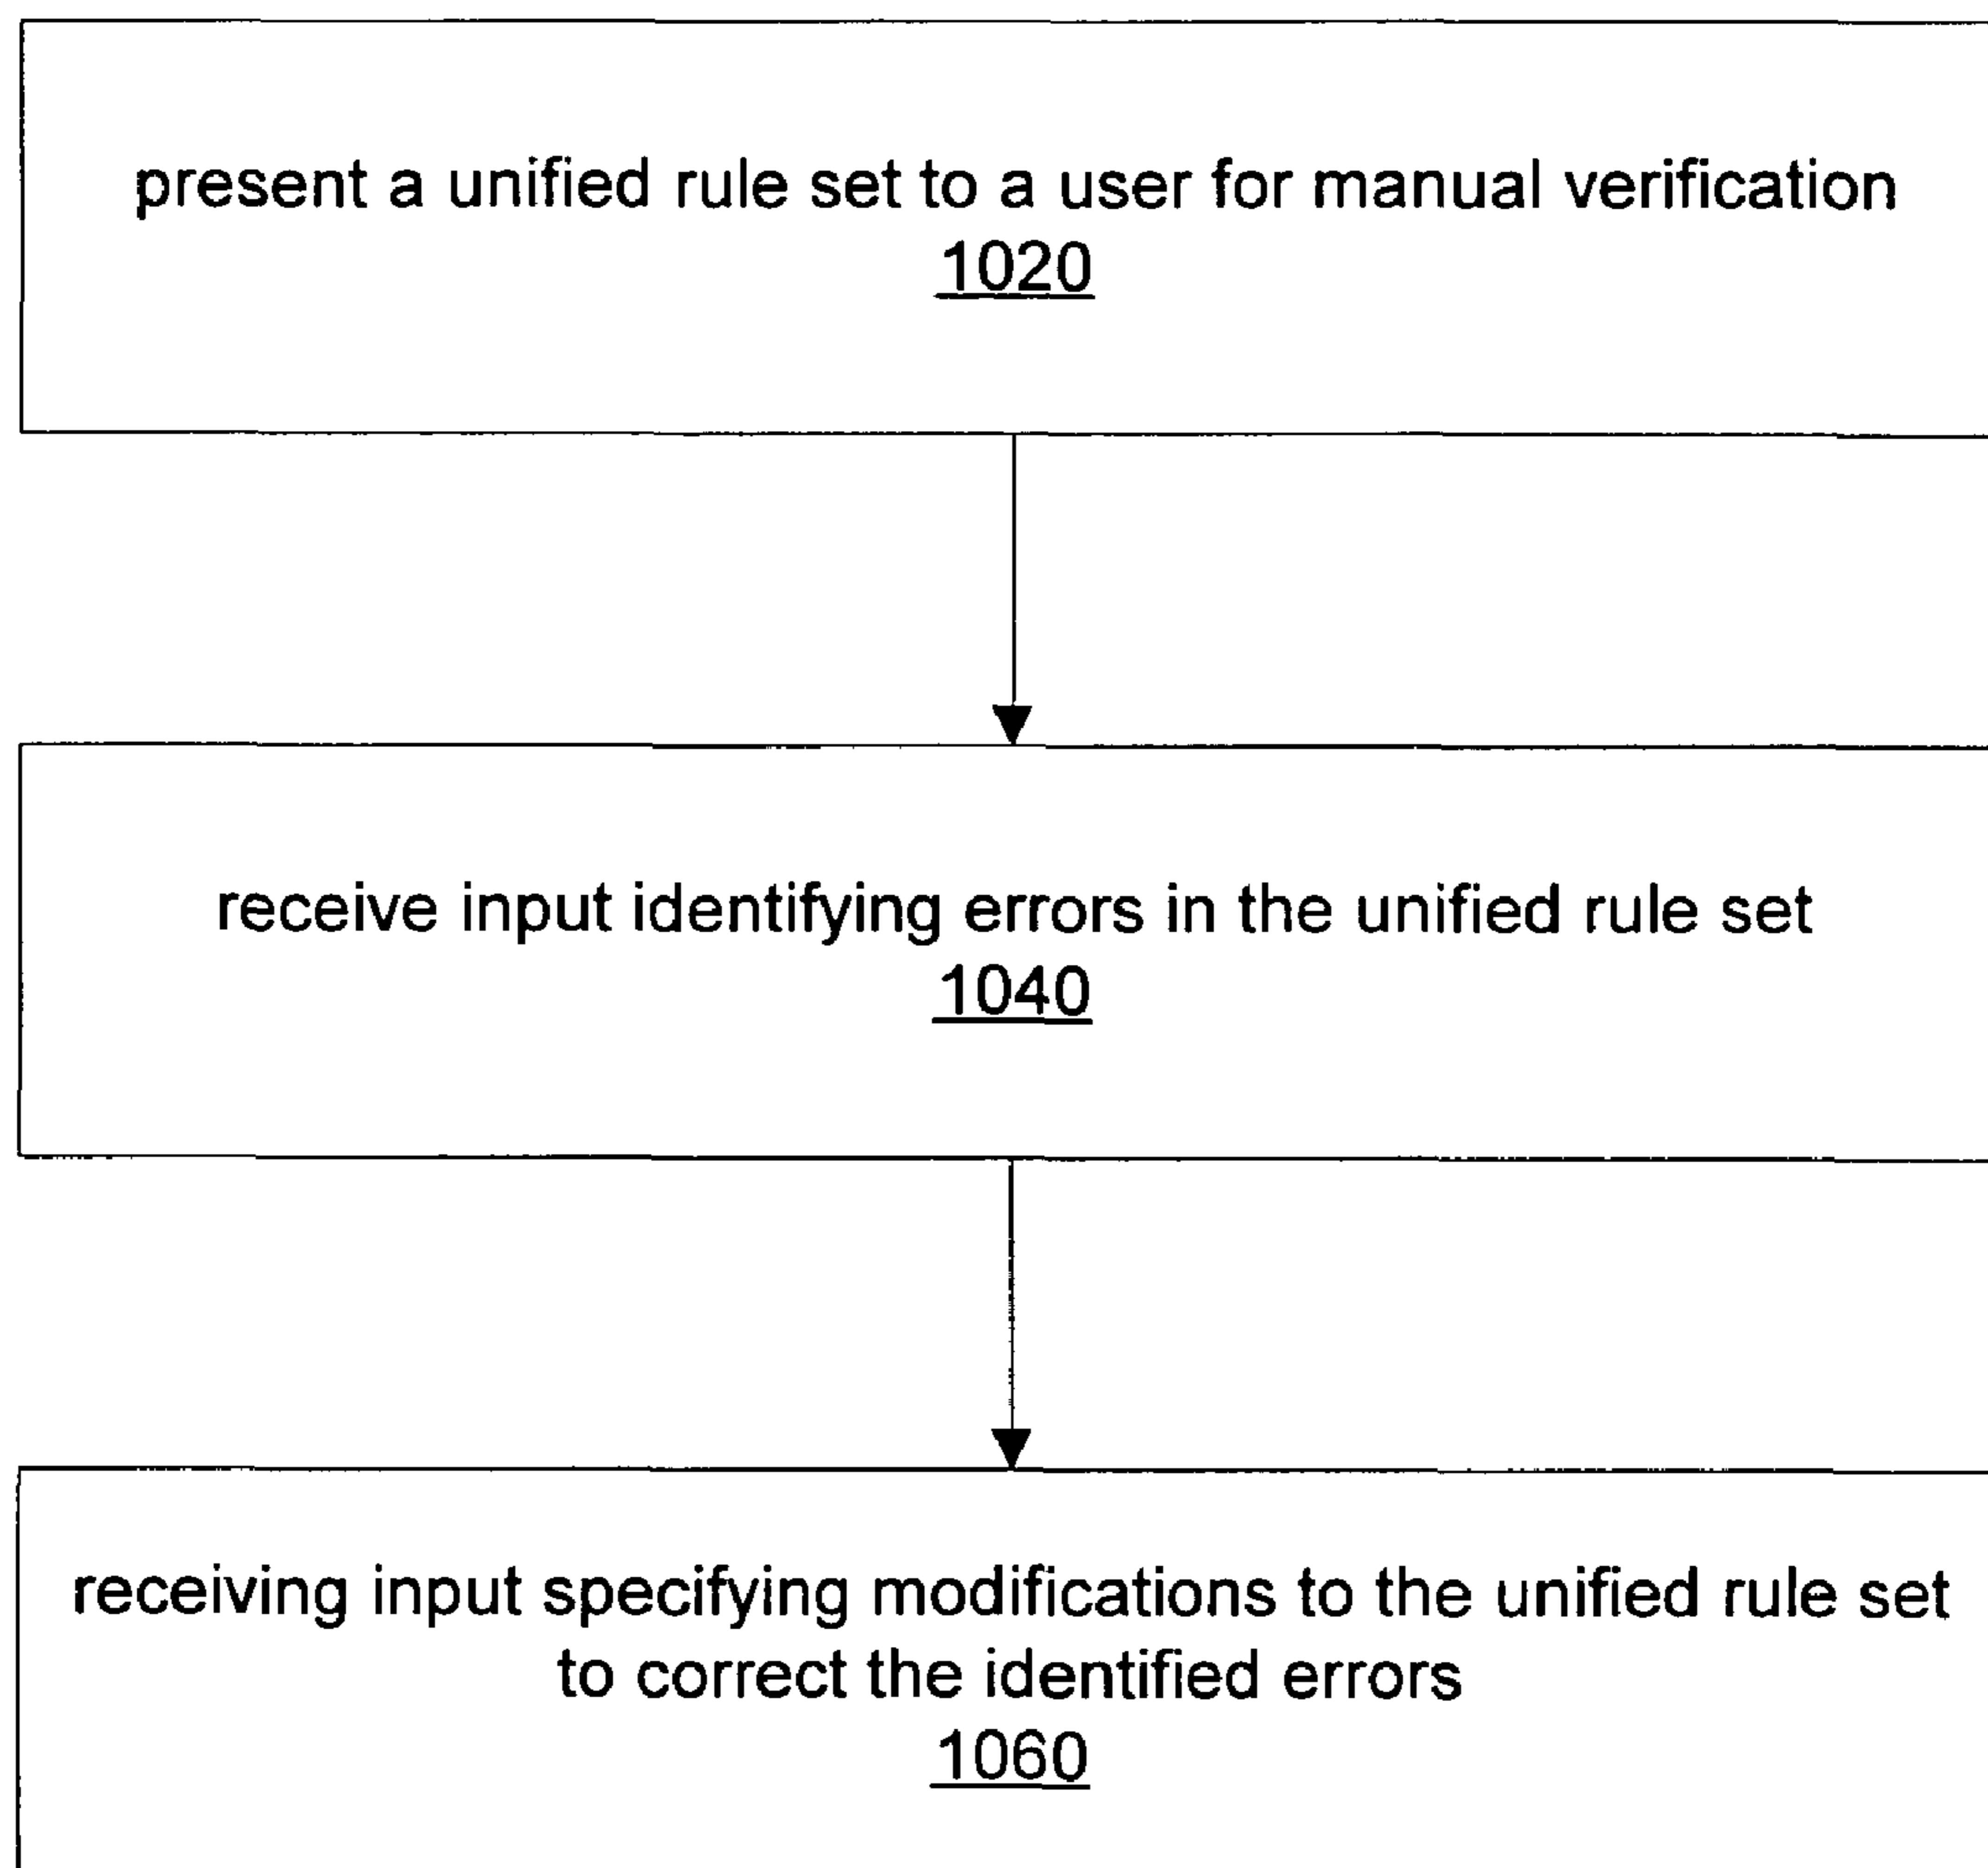 present a unified rule set to a user for manual verification
1020
receive input identifying errors in the unified rule set
1040
receiving input specifying modifications to the unified rule set
to correct the identified errors
1060